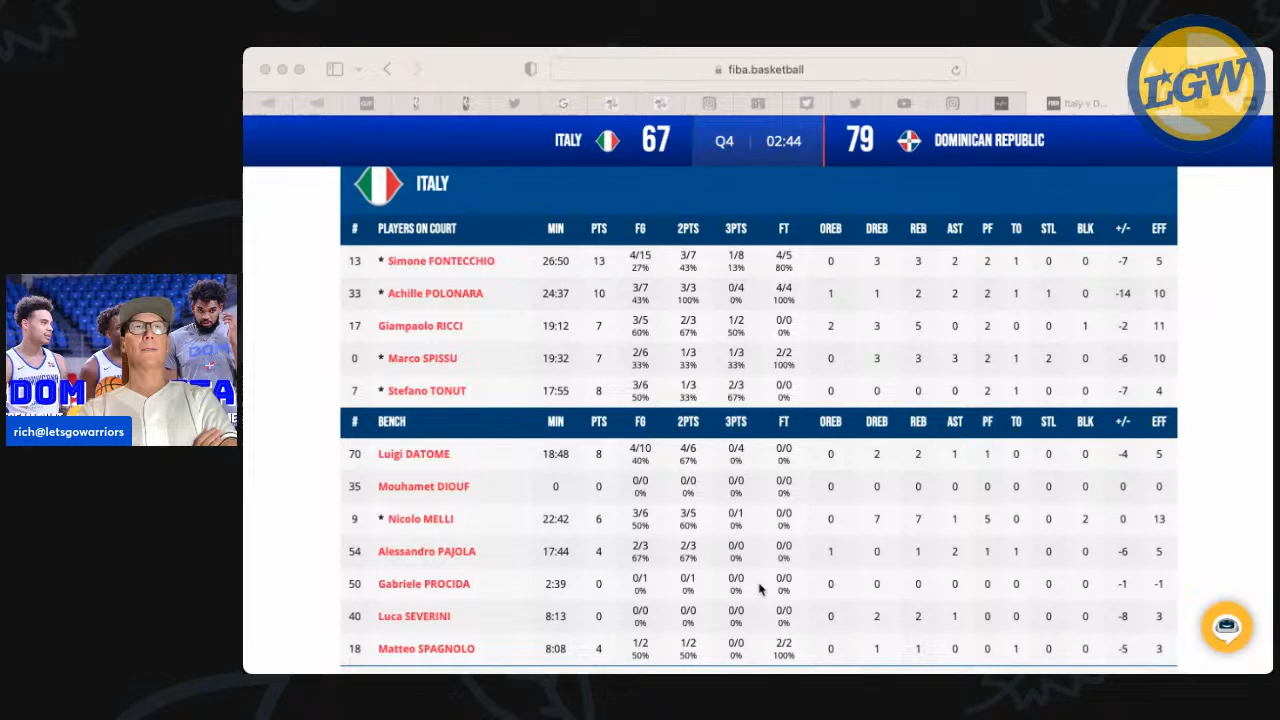 LGW
fiba.basketball
Italy v D...
ITALY 67 Q4 02:44 79 DOMINICAN REPUBLIC
ITALY
# PLAYERS ON COURT MIN PTS FG 2PTS 3PTS FT OREB DREB REB AST PF TO STL BLK +/- EFF
13 * Simone FONTECCHIO 26:50 13 4/15 3/7 1/8 4/5 0 3 3 2 2 1 0 0 -7 5
27% 43% 13% 80%
33 * Achille POLONARA 24:37 10 3/7 3/3 0/4 4/4 1 1 2 2 2 1 1 0 -14 10
43% 100% 0% 100%
17 Giampaolo RICCI 19:12 7 3/5 2/3 1/2 0/0 2 3 5 0 2 0 0 1 -2 11
60% 67% 50% 0%
0 * Marco SPISSU 19:32 7 2/6 1/3 1/3 2/2 0 3 3 3 2 1 2 0 -6 10
33% 33% 33% 100%
7 * Stefano TONUT 17:55 8 3/6 1/3 2/3 0/0 0 0 0 0 2 1 0 0 -7 4
50% 33% 67% 0%
# BENCH MIN PTS FG 2PTS 3PTS FT OREB DREB REB AST PF TO STL BLK +/- EFF
70 Luigi DATOME 18:48 8 4/10 4/6 0/4 0/0 0 2 2 1 1 0 0 0 -4 5
40% 67% 0% 0%
35 Mouhamet DIOUF 0 0 0/0 0/0 0/0 0/0 0 0 0 0 0 0 0 0 0 0
0% 0% 0% 0%
9 * Nicolo MELLI 22:42 6 3/6 3/5 0/1 0/0 0 7 7 1 5 0 0 2 0 13
50% 60% 0% 0%
54 Alessandro PAJOLA 17:44 4 2/3 2/3 0/0 0/0 1 0 1 2 1 1 0 0 -6 5
67% 67% 0% 0%
50 Gabriele PROCIDA 2:39 0 0/1 0/1 0/0 0/0 0 0 0 0 0 0 0 0 -1 -1
0% 0% 0% 0%
40 Luca SEVERINI 8:13 0 0/0 0/0 0/0 0/0 0 2 2 1 0 0 0 0 -8 3
0% 0% 0% 0%
18 Matteo SPAGNOLO 8:08 4 1/2 1/2 0/0 2/2 0 1 1 0 0 1 0 0 -5 3
50% 50% 0% 100%
DOM
rich@letsgowarriors